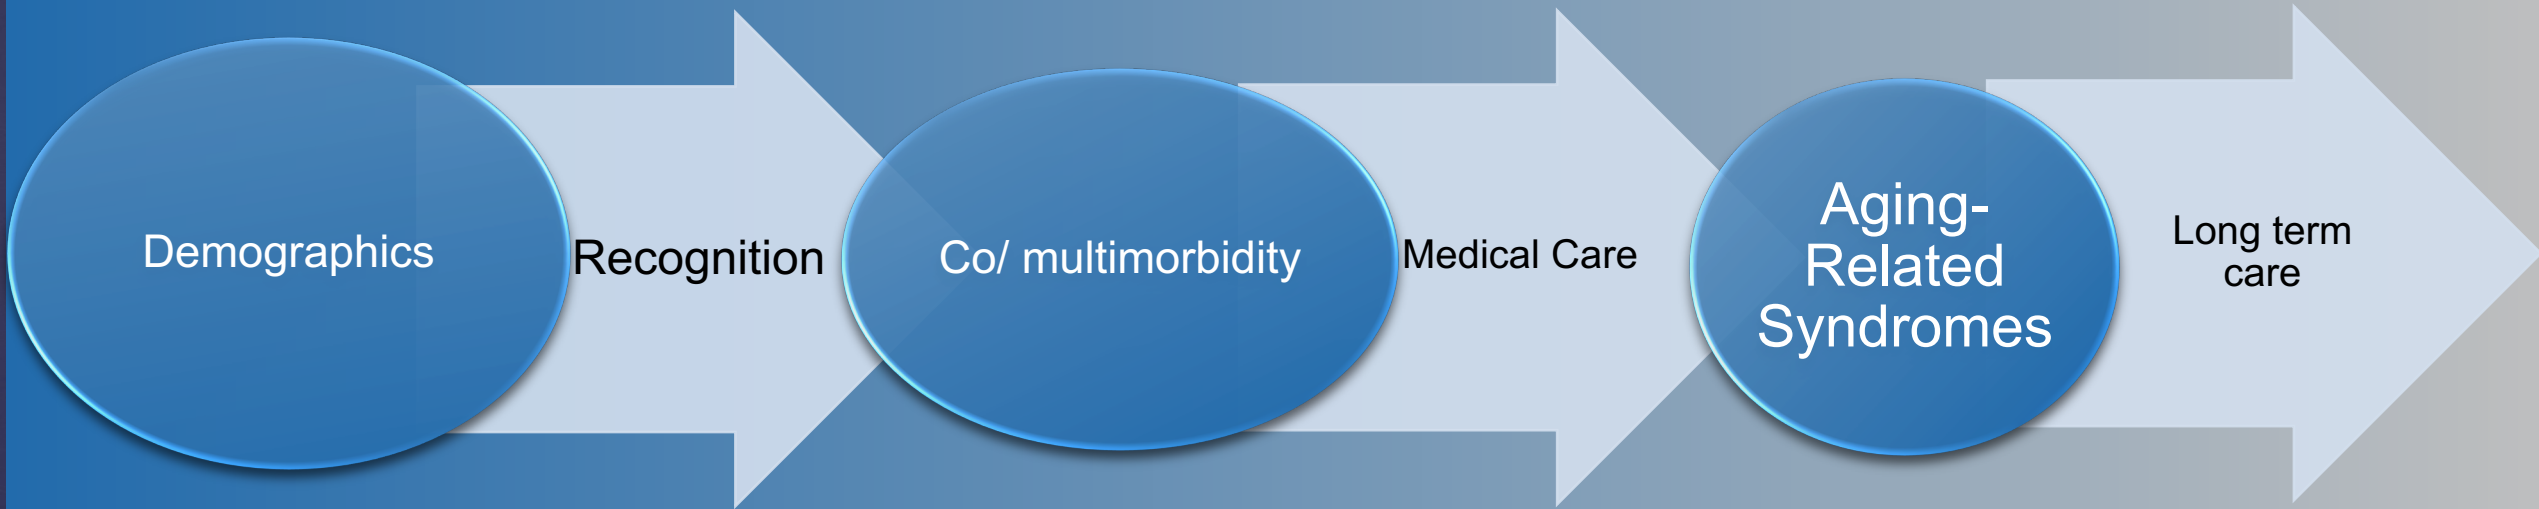 Demographics
Recognition
Co/ multimorbidity
Medical Care
Aging-
Related
Syndromes
Long term
care